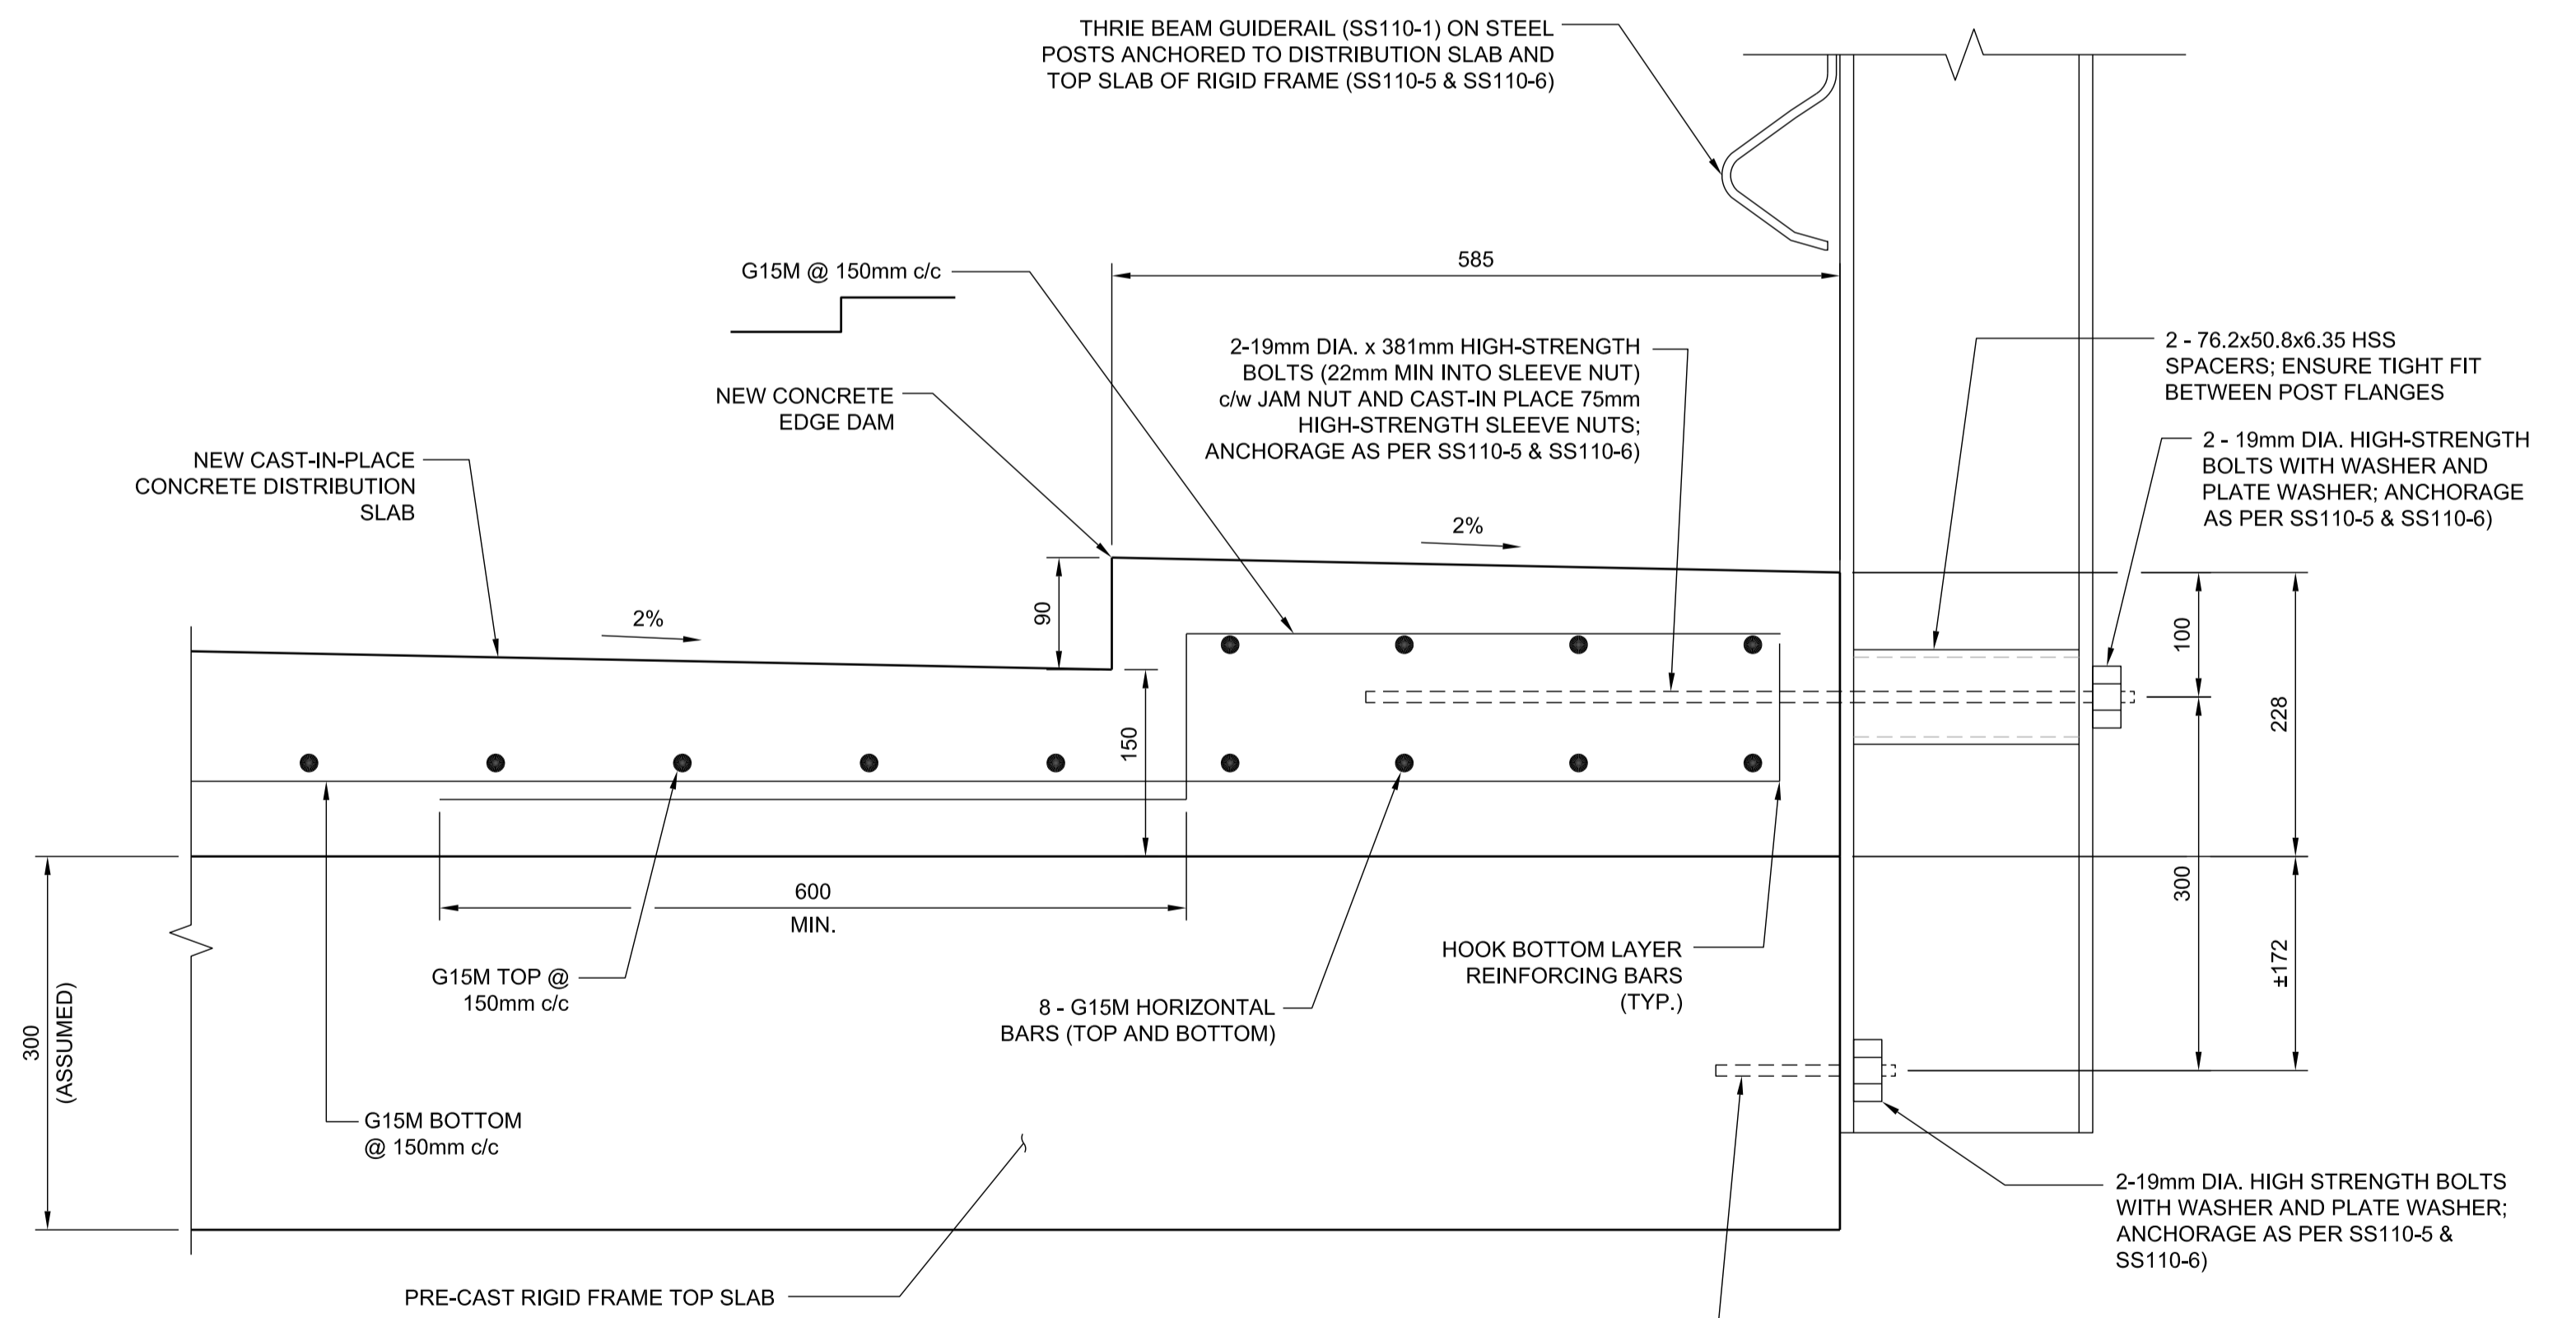 THRIE BEAM GUIDERAIL (SS110-1) ON STEEL
POSTS ANCHORED TO DISTRIBUTION SLAB AND
TOP SLAB OF RIGID FRAME (SS110-5 & SS110-6)
585
G15M @ 150mm c/c
2-19mm DIA. x 381mm HIGH-STRENGTH
BOLTS (22mm MIN INTO SLEEVE NUT)
c/w JAM NUT AND CAST-IN PLACE 75mm
HIGH-STRENGTH SLEEVE NUTS;
ANCHORAGE AS PER SS110-5 & SS110-6)
2 - 76.2x50.8x6.35 HSS
SPACERS; ENSURE TIGHT FIT
BETWEEN POST FLANGES
NEW CONCRETE
EDGE DAM
2 - 19mm DIA. HIGH-STRENGTH
BOLTS WITH WASHER AND
PLATE WASHER; ANCHORAGE
AS PER SS110-5 & SS110-6)
NEW CAST-IN-PLACE
CONCRETE DISTRIBUTION
SLAB
2%
2%
90
100
228
150
300
600
MIN.
±172
HOOK BOTTOM LAYER
REINFORCING BARS
(TYP.)
G15M TOP @
150mm c/c
8 - G15M HORIZONTAL
BARS (TOP AND BOTTOM)
300
(ASSUMED)
G15M BOTTOM
@ 150mm c/c
2-19mm DIA. HIGH STRENGTH BOLTS
WITH WASHER AND PLATE WASHER;
ANCHORAGE AS PER SS110-5 &
SS110-6)
PRE-CAST RIGID FRAME TOP SLAB